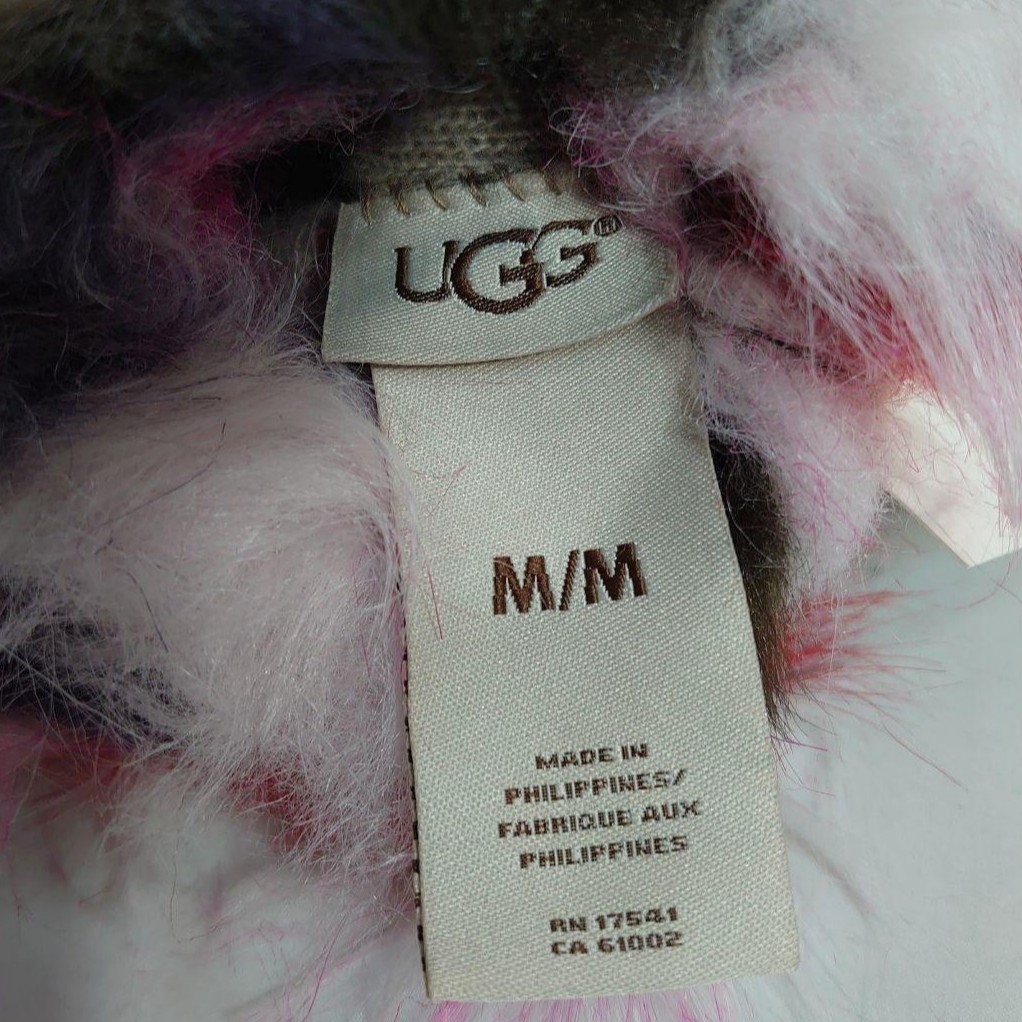 UGG®
M/M
MADE IN
PHILIPPINES/
FABRIQUE AUX
PHILIPPINES
RN 17541
CA 61002